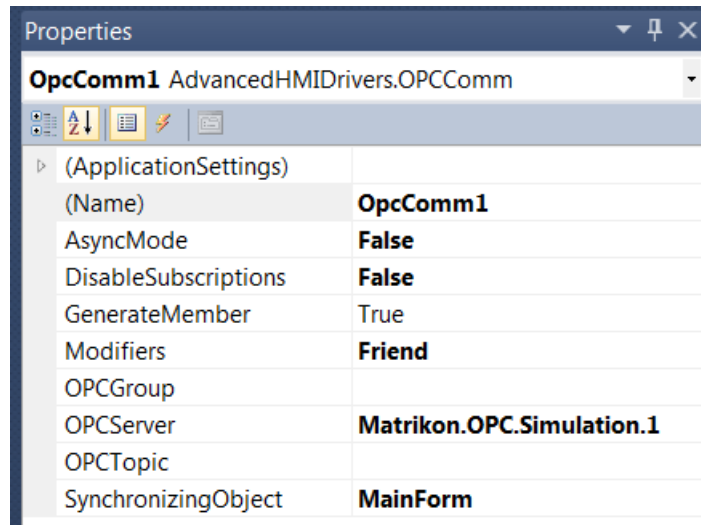 Properties
OpcComm1 AdvancedHMIDrivers.OPCComm
(ApplicationSettings)
(Name) OpcComm1
AsyncMode False
DisableSubscriptions False
GenerateMember True
Modifiers Friend
OPCGroup
OPCServer Matrikon.OPC.Simulation.1
OPCTopic
SynchronizingObject MainForm